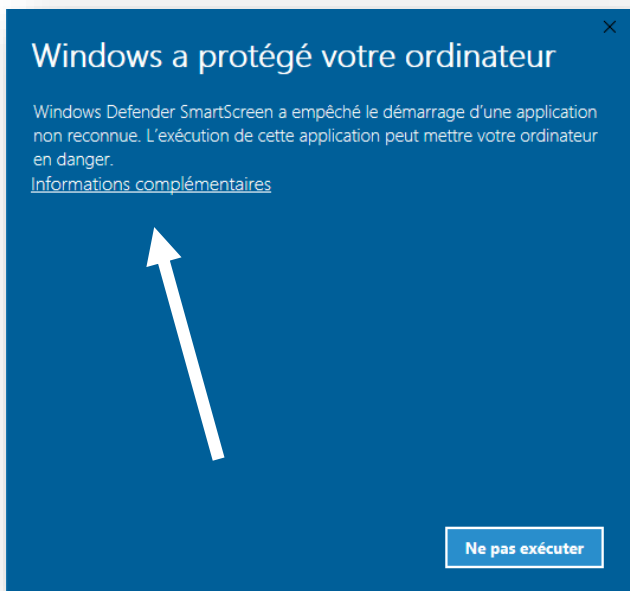 Windows a protégé votre ordinateur
Windows Defender SmartScreen a empêché le démarrage d’une application
non reconnue. L’exécution de cette application peut mettre votre ordinateur
en danger.
Informations complémentaires
Ne pas exécuter